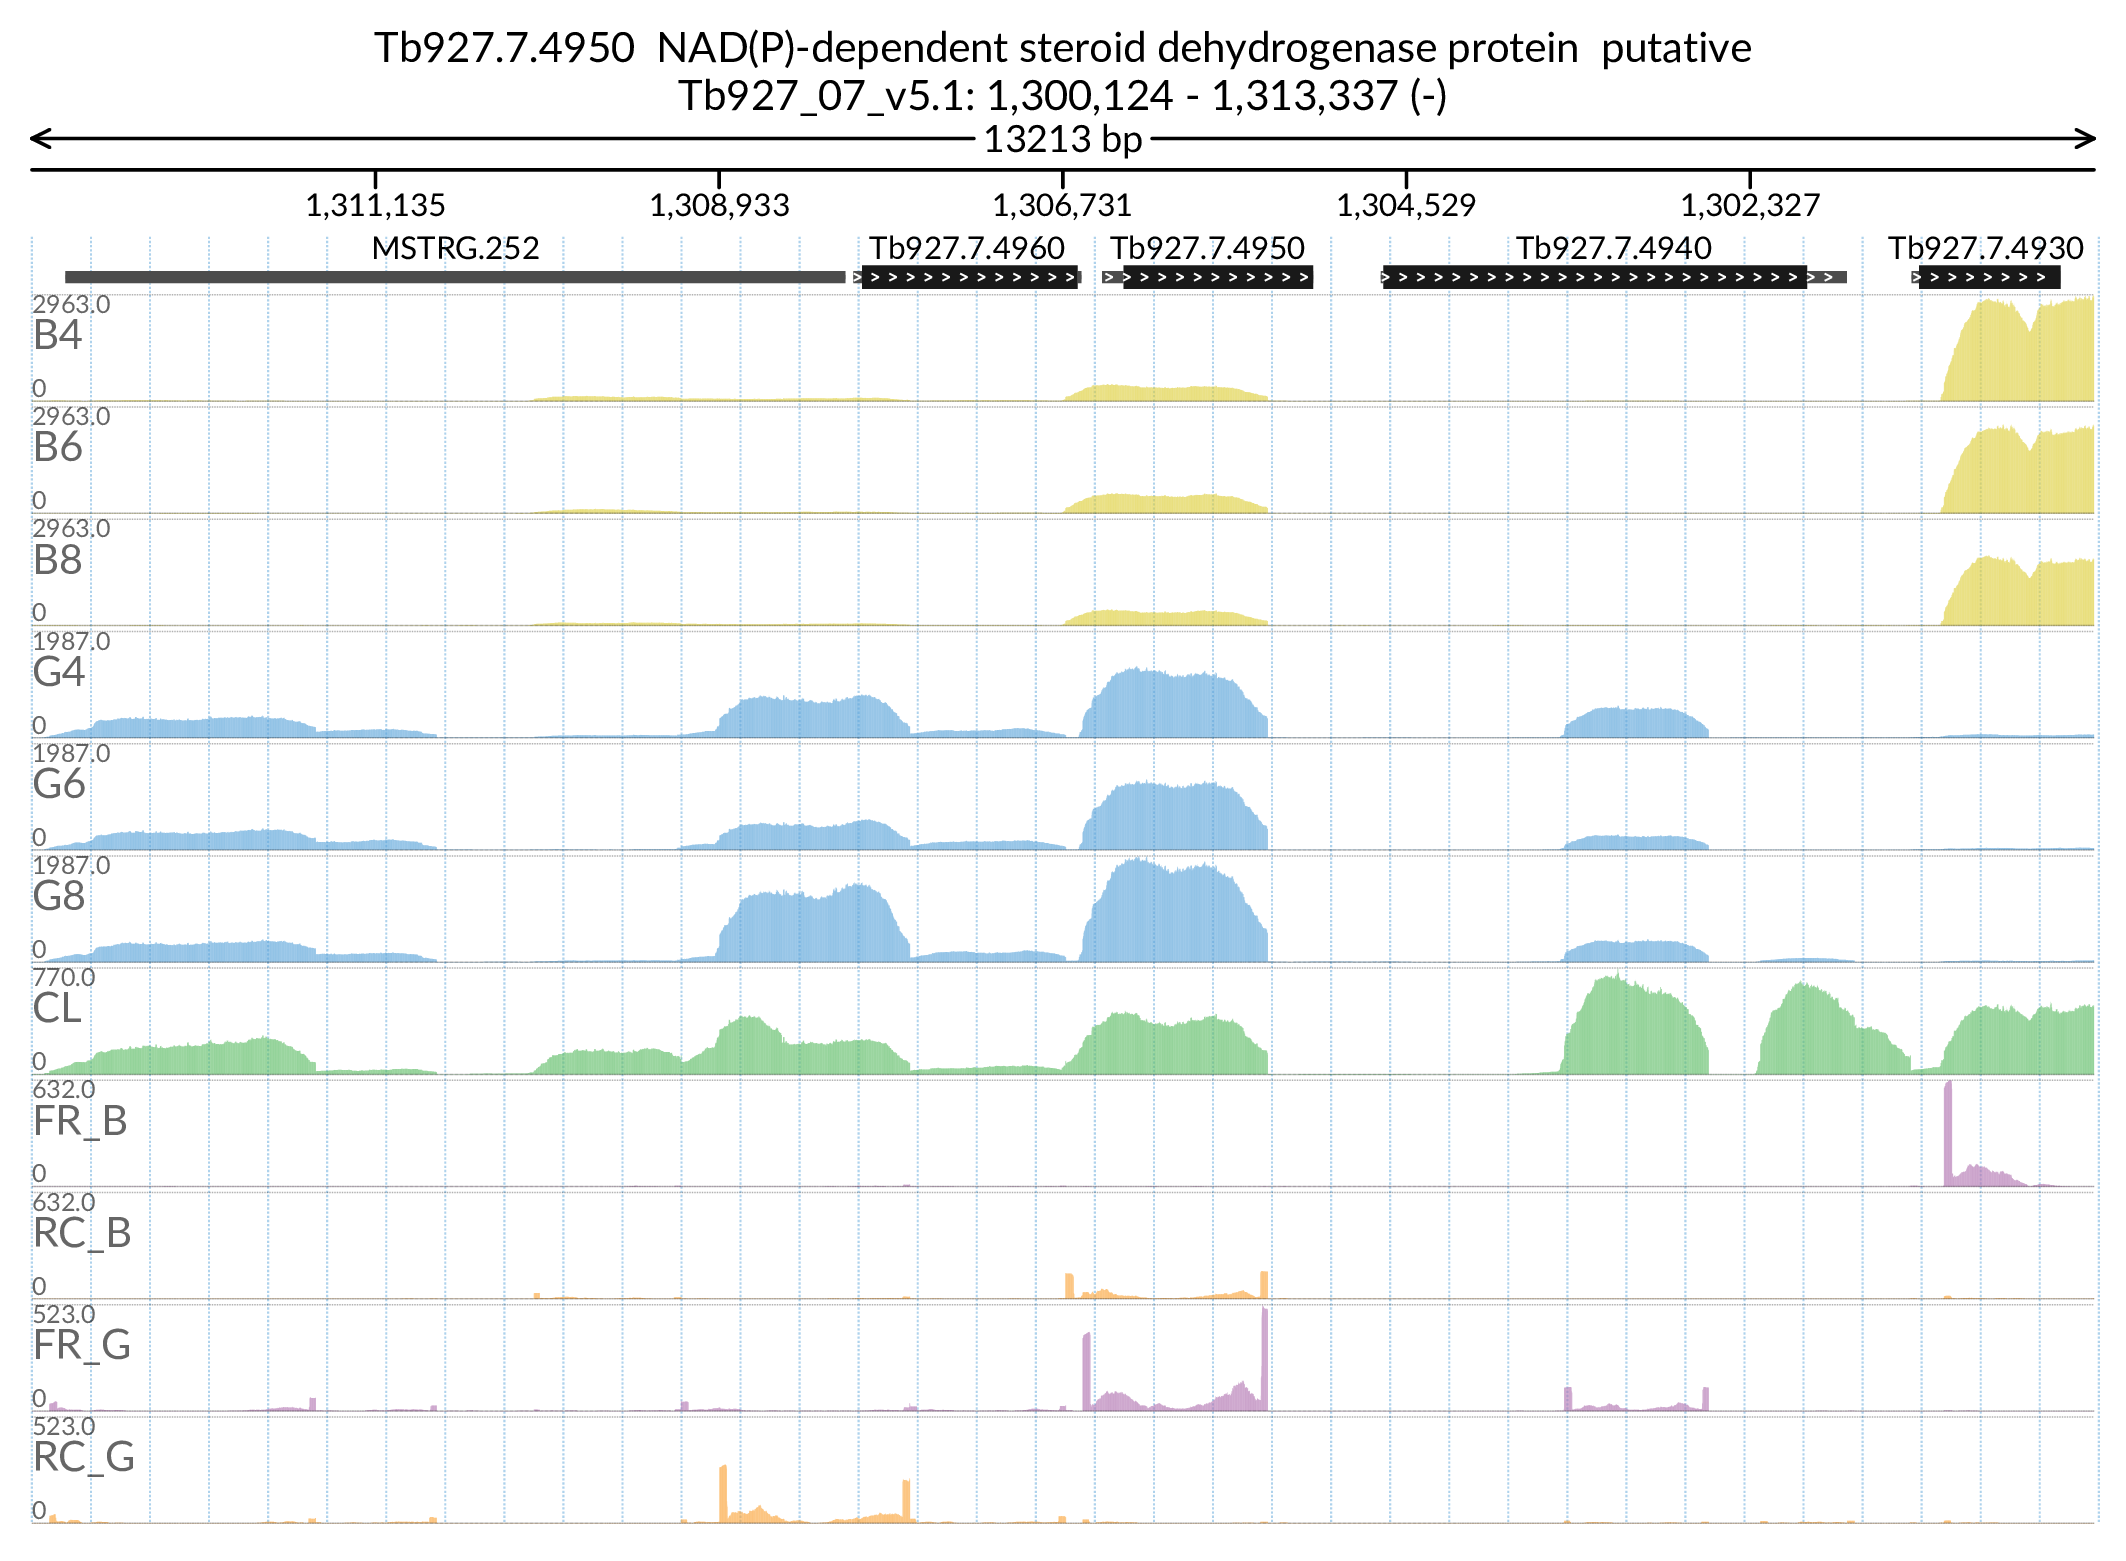 Tb927.7.4950  NAD(P)-dependent steroid dehydrogenase protein  putative
Tb927_07_v5.1: 1,300,124 - 1,313,337 (-)
13213 bp
1,311,135 1,308,933 1,306,731 1,304,529 1,302,327
MSTRG.252 Tb927.7.4960 Tb927.7.4950 Tb927.7.4940 Tb927.7.4930
2963.0
B4
0
2963.0
B6
0
2963.0
B8
0
1987.0
G4
0
1987.0
G6
0
1987.0
G8
0
770.0
CL
0
632.0
FR_B
0
632.0
RC_B
0
523.0
FR_G
0
523.0
RC_G
0